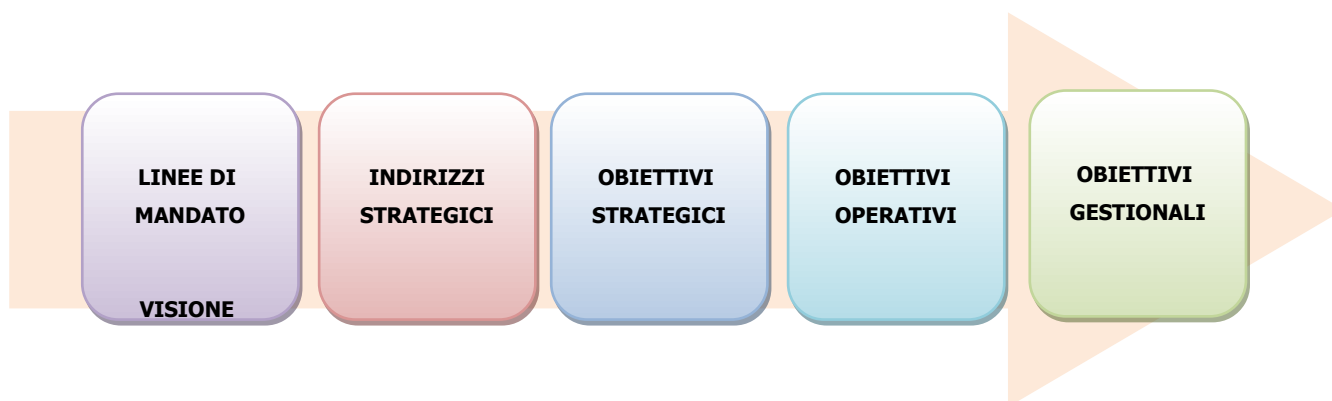 LINEE DI
MANDATO
VISIONE
INDIRIZZI
STRATEGICI
OBIETTIVI
STRATEGICI
OBIETTIVI
OPERATIVI
OBIETTIVI
GESTIONALI